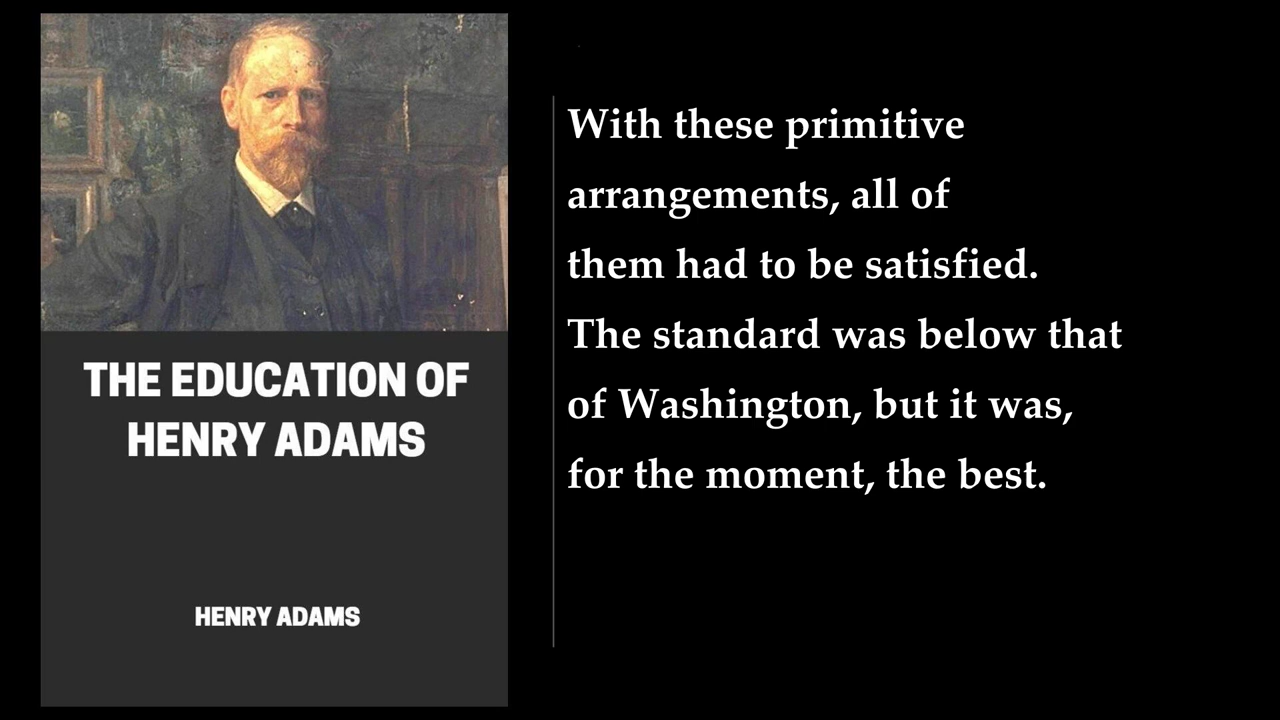 THE EDUCATION OF
HENRY ADAMS
HENRY ADAMS
With these primitive
arrangements, all of
them had to be satisfied.
The standard was below that
of Washington, but it was,
for the moment, the best.